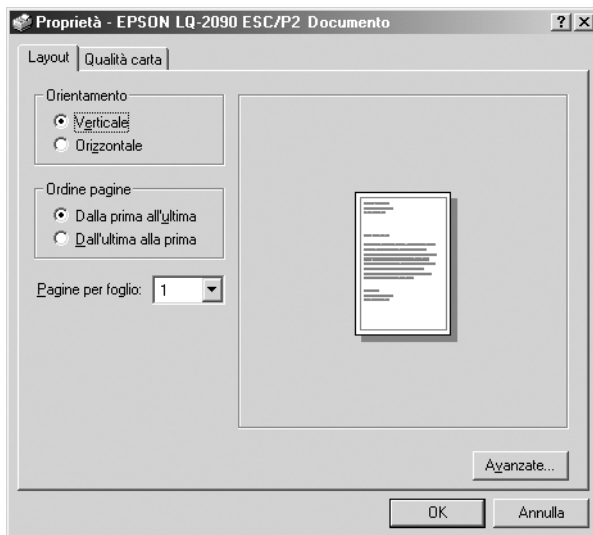 Proprietà - EPSON LQ-2090 ESC/P2 Documento
Layout
Qualità carta
Orientamento
Verticale
Orizzontale
Ordine pagine
Dalla prima all'ultima
Dall'ultima alla prima
Pagine per foglio: 1
Avanzate...
OK
Annulla